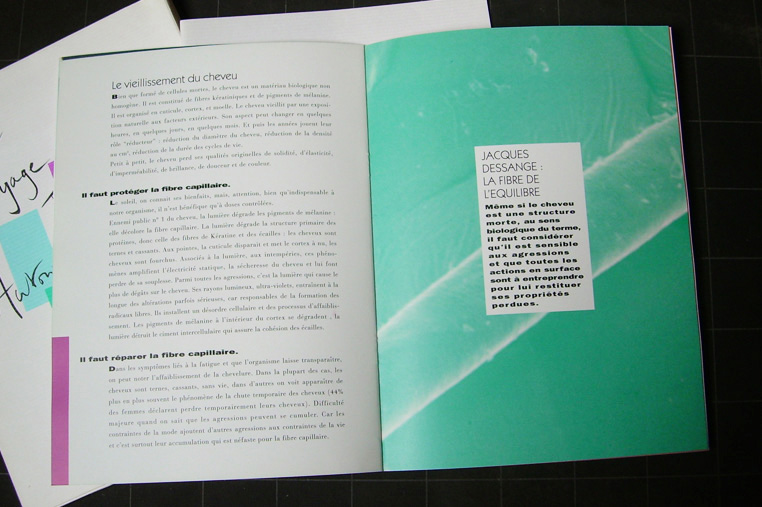 yage
Le vieillissement du cheveu
Bien que formé de cellules mortes, le cheveu est un matériau biologique non
homogène. Il est constitué de fibres kératiniques et de pigments de mélanine.
Il est organisé en cuticule, cortex, et moelle. Le cheveu vieillit par une exposi-
tion naturelle aux facteurs extérieurs. Son aspect peut changer en quelques
heures, en quelques jours, en quelques mois. Et puis les années jouent leur
rôle "réducteur" : réduction du diamètre du cheveu, réduction de la densité
au cm², réduction de la durée des cycles de vie.
Petit à petit, le cheveu perd ses qualités originelles de solidité, d'élasticité,
d'imperméabilité, de brillance, de douceur et de couleur.
Il faut protéger la fibre capillaire.
Le soleil, on connait ses bienfaits, mais, attention, bien qu'indispensable à
notre organisme, il n'est bénéfique qu'à doses contrôlées.
Ennemi public n° 1 du cheveu, la lumière dégrade les pigments de mélanine :
elle décolore la fibre capillaire. La lumière dégrade la structure primaire des
protéines, donc celle des fibres de Kératine et des écailles : les cheveux sont
ternes et cassants. Aux pointes, la cuticule disparaît et met le cortex à nu, les
cheveux sont fourchus. Associés à la lumière, aux intempéries, ces phéno-
mènes amplifient l'électricité statique, la sécheresse du cheveu et lui font
perdre de sa souplesse. Parmi toutes les agressions, c'est la lumière qui cause le
plus de dégâts sur le cheveu. Ses rayons lumineux, ultra-violets, entraînent à la
longue des altérations parfois sérieuses, car responsables de la formation des
radicaux libres. Ils installent un désordre cellulaire et des processus d'affaiblis-
sement. Les pigments de mélanine à l'intérieur du cortex se dégradent , la
lumière détruit le ciment intercellulaire qui assure la cohésion des écailles.
Il faut réparer la fibre capillaire.
Dans les symptômes liés à la fatigue et que l'organisme laisse transparaître,
on peut noter l'affaiblissement de la chevelure. Dans la plupart des cas, les
cheveux sont ternes, cassants, sans vie, dans d'autres on voit apparaître de
plus en plus souvent le phénomène de la chute temporaire des cheveux (44%
des femmes déclarent perdre temporairement leurs cheveux). Difficulté
majeure quand on sait que les agressions peuvent se cumuler. Car les
contraintes de la mode ajoutent d'autres agressions aux contraintes de la vie
et c'est surtout leur accumulation qui est néfaste pour la fibre capillaire.
JACQUES
DESSANGE :
LA FIBRE DE
L'EQUILIBRE
Même si le cheveu
est une structure
morte, au sens
biologique du terme,
il faut considérer
qu'il est sensible
aux agressions
et que toutes les
actions en surface
sont à entreprendre
pour lui restituer
ses propriétés
perdues.